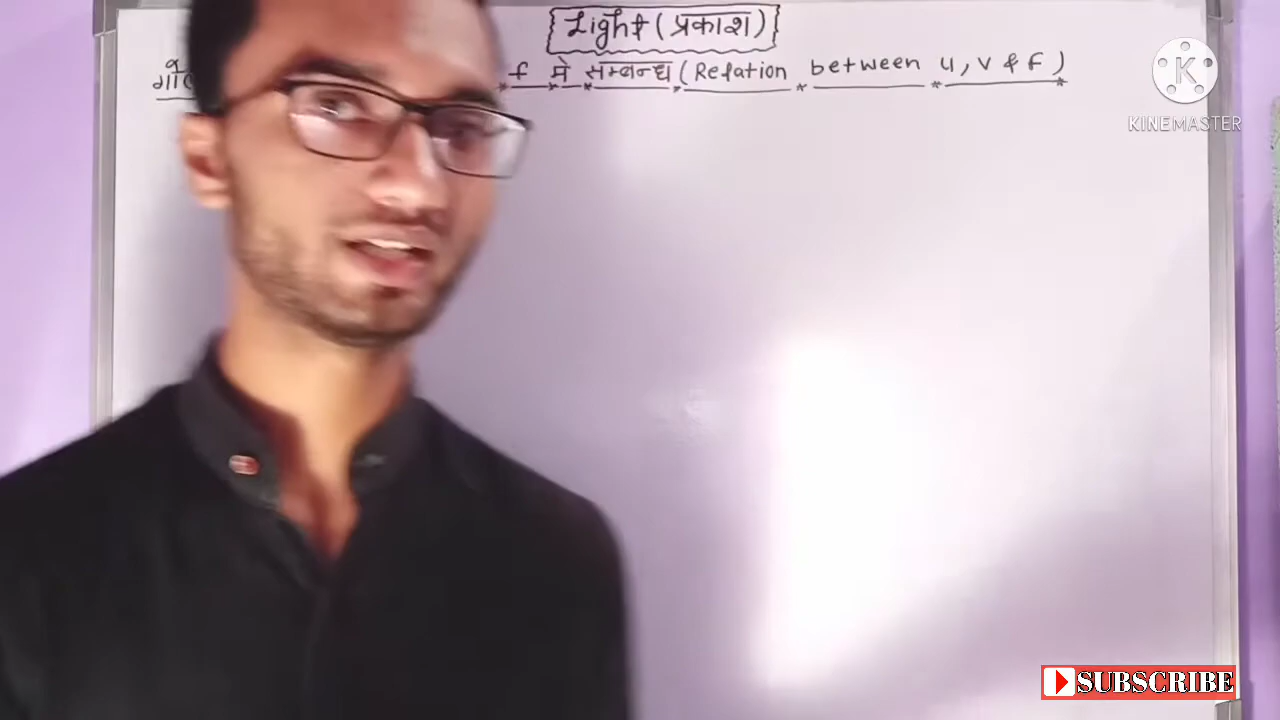 Light (प्रकाश)
f में सम्बन्ध (Relation between u, v & f)
KINEMASTER
SUBSCRIBE